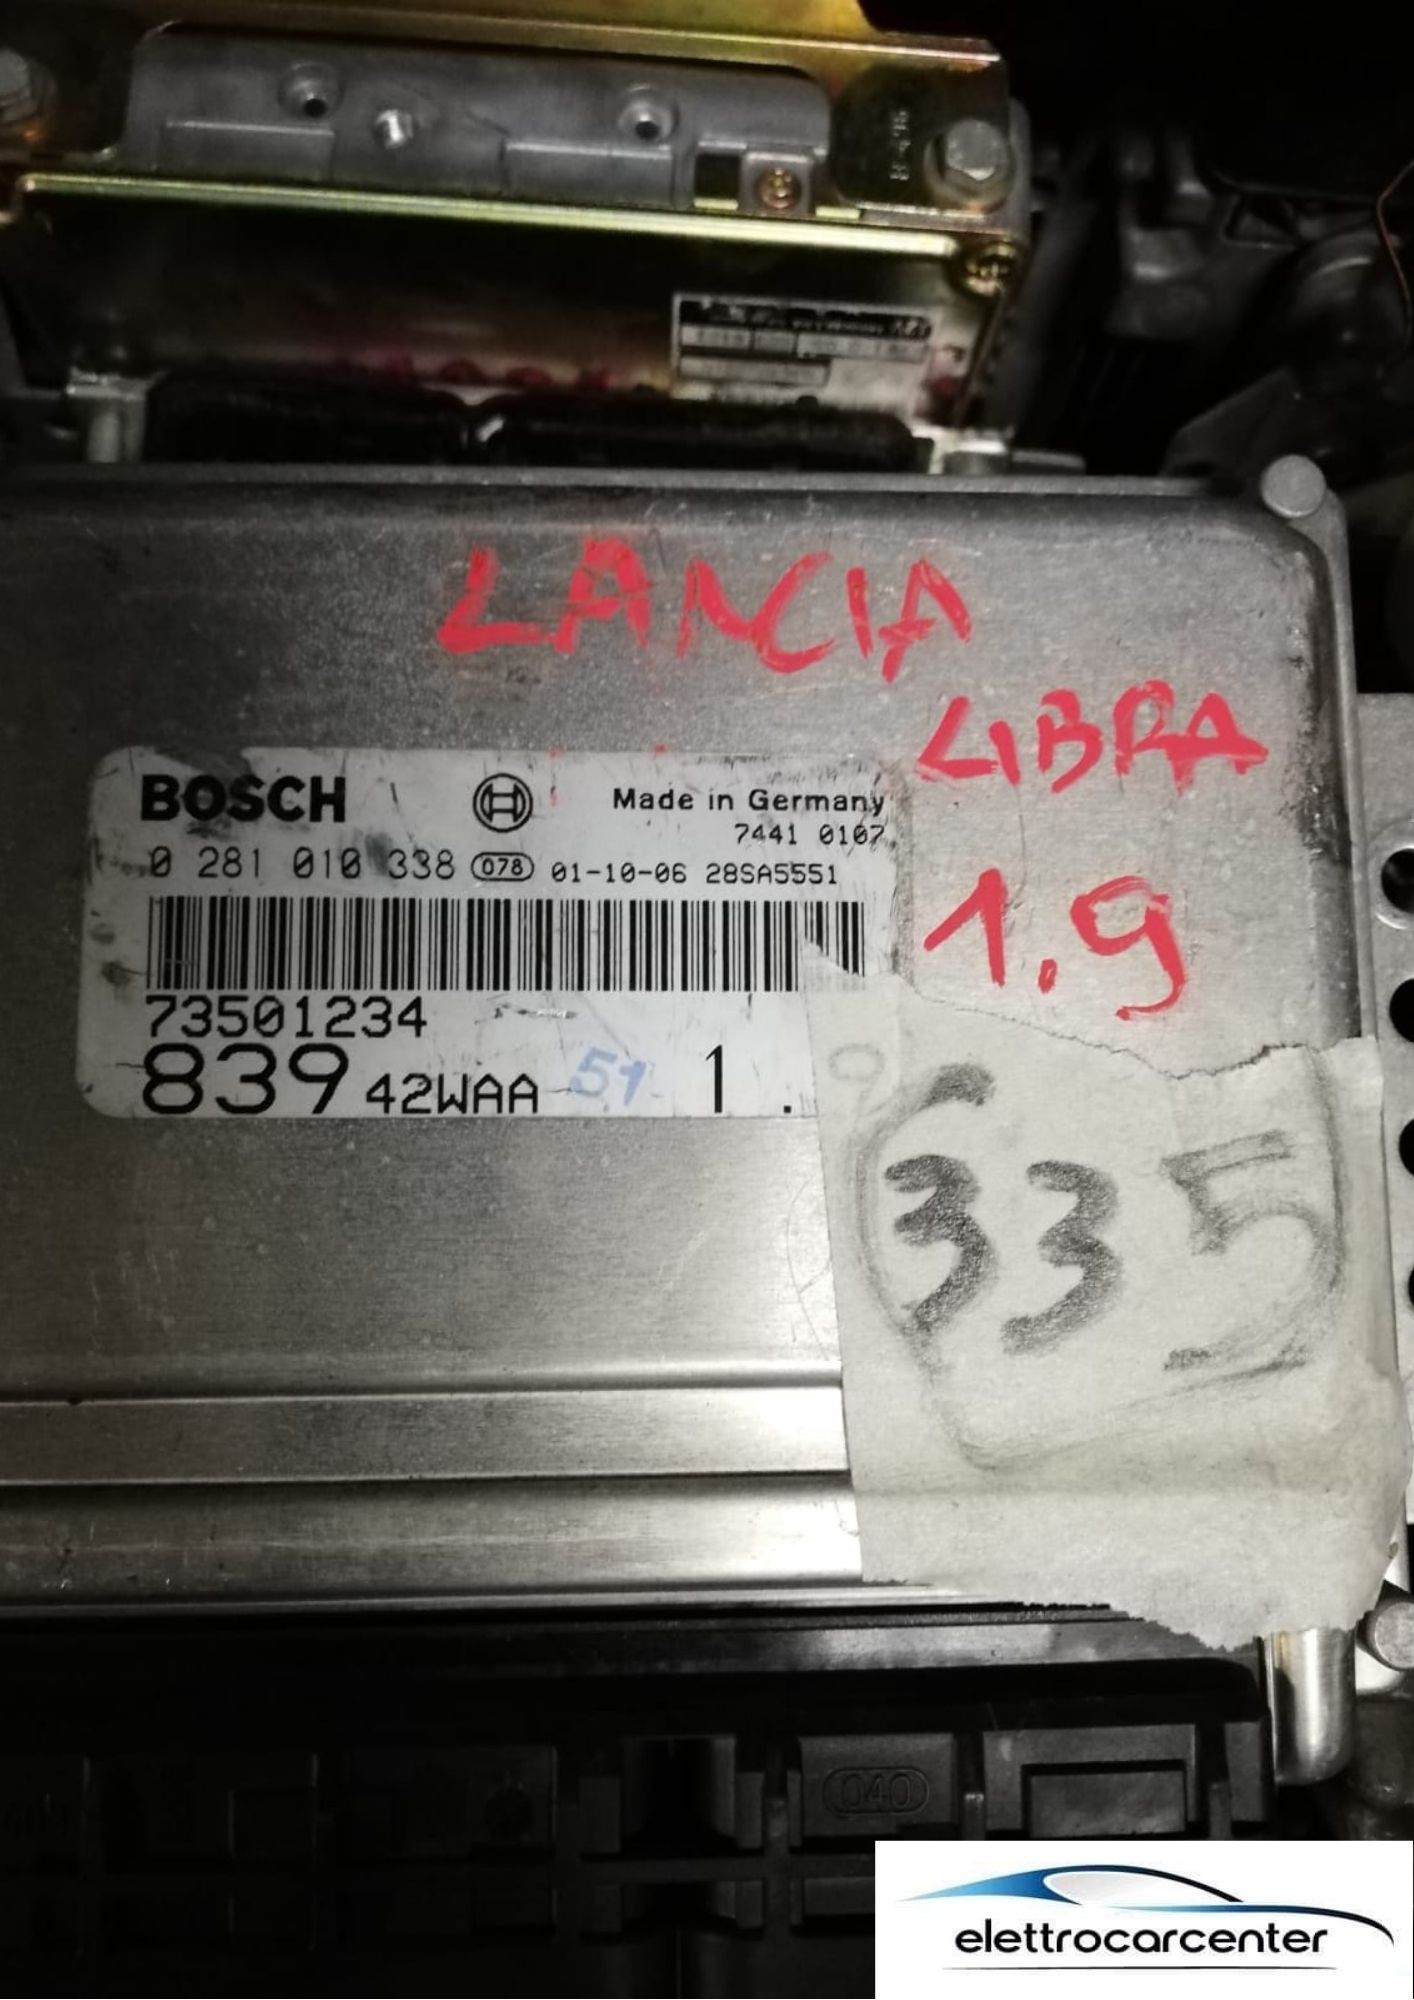 LANCIA
LIBRA
1.9
BOSCH
Made in Germany
7441 0107
0 281 010 338 078 01-10-06 28SA5551
73501234
839 42WAA 51 1 .
335
040
elettrocarcenter